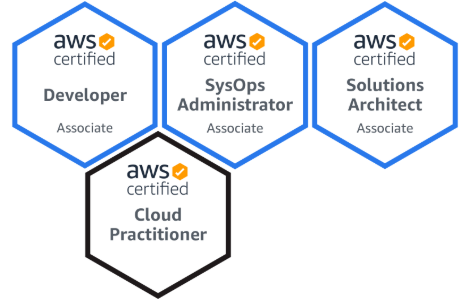 aws
certified
Developer
Associate
aws
certified
SysOps
Administrator
Associate
aws
certified
Solutions
Architect
Associate
aws
certified
Cloud
Practitioner